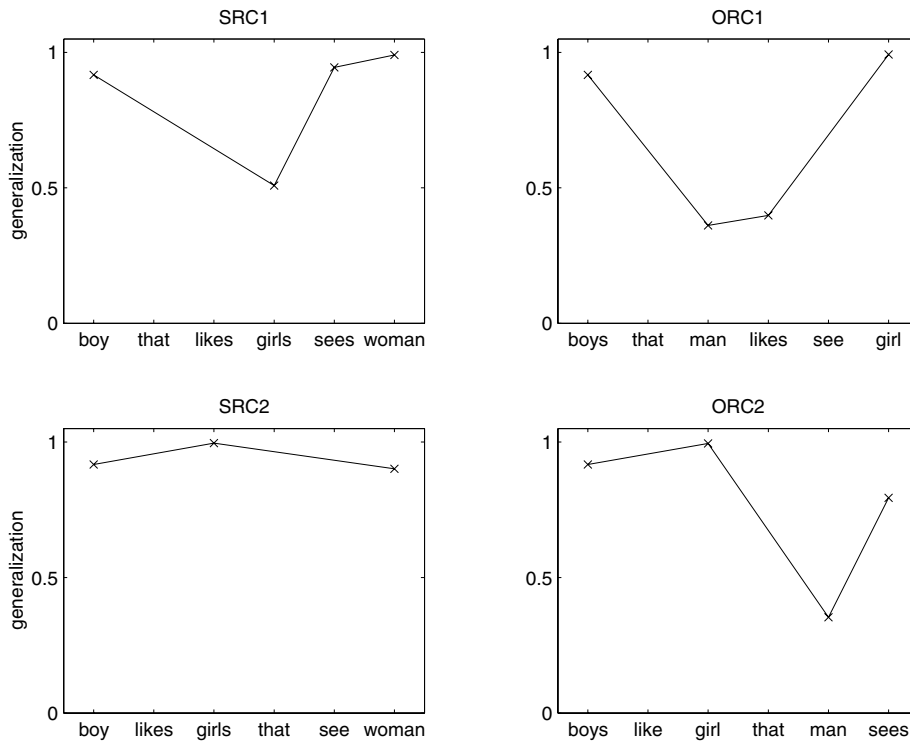 SRC1
1
0.5
0
generalization
boy that likes girls sees woman
ORC1
1
0.5
0
boys that man likes see girl
SRC2
1
0.5
0
generalization
boy likes girls that see woman
ORC2
1
0.5
0
boys like girl that man sees